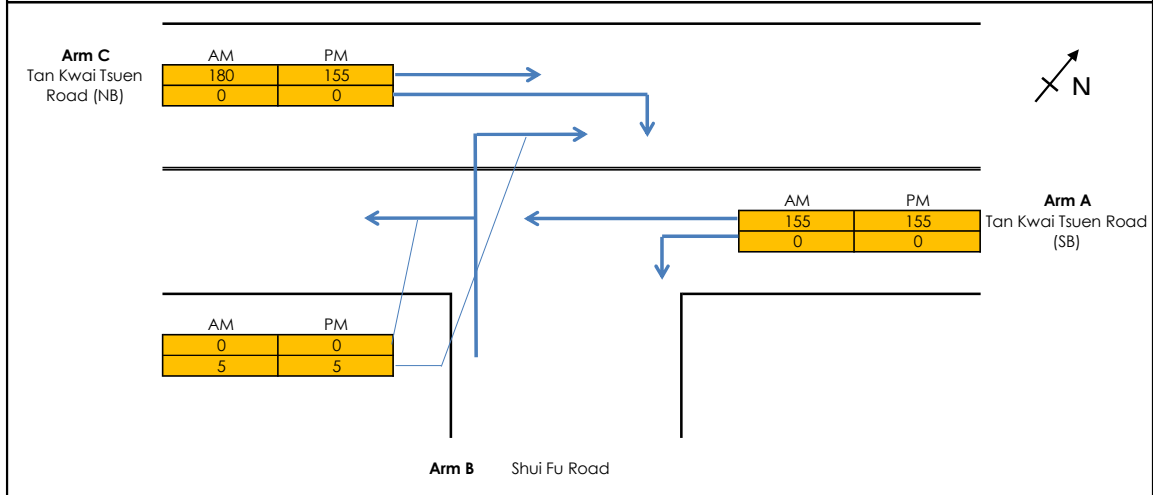 Arm C
Tan Kwai Tsuen
Road (NB)
AM PM
180 155
0 0
N
AM PM
155 155
0 0
Arm A
Tan Kwai Tsuen Road
(SB)
AM PM
0 0
5 5
Arm B Shui Fu Road